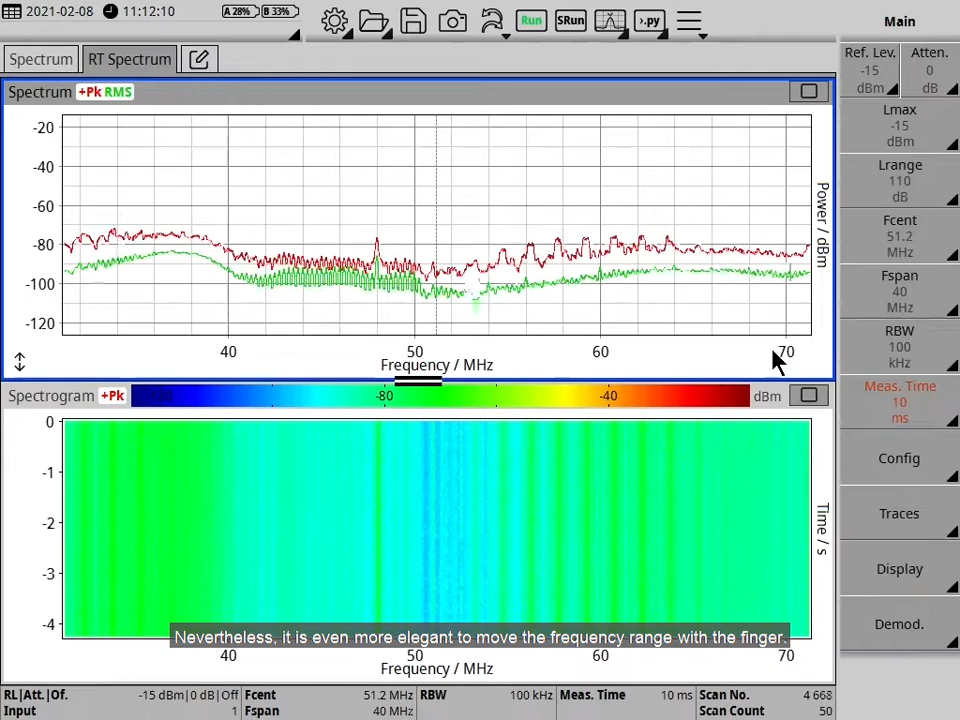 2021-02-08 11:12:10 A 28% B 33% Run SRun .py Main
Spectrum RT Spectrum
Ref. Lev. Atten.
-15 0
dBm dB
Spectrum +Pk RMS
Lmax
-15
dBm
Lrange
110
dB
Fcent
51.2
MHz
Fspan
40
MHz
RBW
100
kHz
Meas. Time
10
ms
Config
Traces
Display
Demod.
-20
-40
-60
-80
-100
-120
Power / dBm
40 50 60 70
Frequency / MHz
Spectrogram +Pk -80 -40 dBm
0
-1
-2
-3
-4
Time / s
Nevertheless, it is even more elegant to move the frequency range with the finger.
40 50 60 70
Frequency / MHz
RL|Att.|Of. -15 dBm|0 dB|Off Fcent 51.2 MHz RBW 100 kHz Meas. Time 10 ms Scan No. 4 668
Input 1 Fspan 40 MHz Scan Count 50